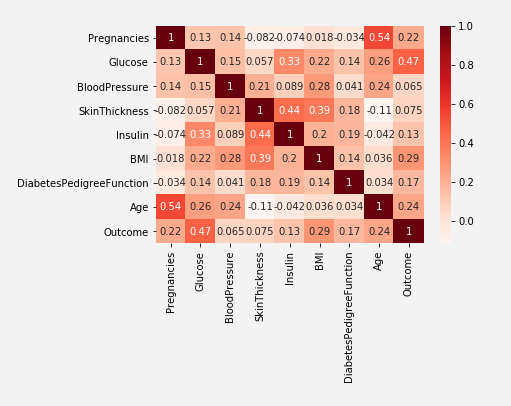 Pregnancies 1 0.13 0.14 -0.082 -0.074 0.018 -0.034 0.54 0.22
Glucose 0.13 1 0.15 0.057 0.33 0.22 0.14 0.26 0.47
BloodPressure 0.14 0.15 1 0.21 0.089 0.28 0.041 0.24 0.065
SkinThickness -0.082 0.057 0.21 1 0.44 0.39 0.18 -0.11 0.075
Insulin -0.074 0.33 0.089 0.44 1 0.2 0.19 -0.042 0.13
BMI -0.018 0.22 0.28 0.39 0.2 1 0.14 0.036 0.29
DiabetesPedigreeFunction -0.034 0.14 0.041 0.18 0.19 0.14 1 0.034 0.17
Age 0.54 0.26 0.24 -0.11 -0.042 0.036 0.034 1 0.24
Outcome 0.22 0.47 0.065 0.075 0.13 0.29 0.17 0.24 1
Pregnancies
Glucose
BloodPressure
SkinThickness
Insulin
BMI
DiabetesPedigreeFunction
Age
Outcome
1.0
0.8
0.6
0.4
0.2
0.0